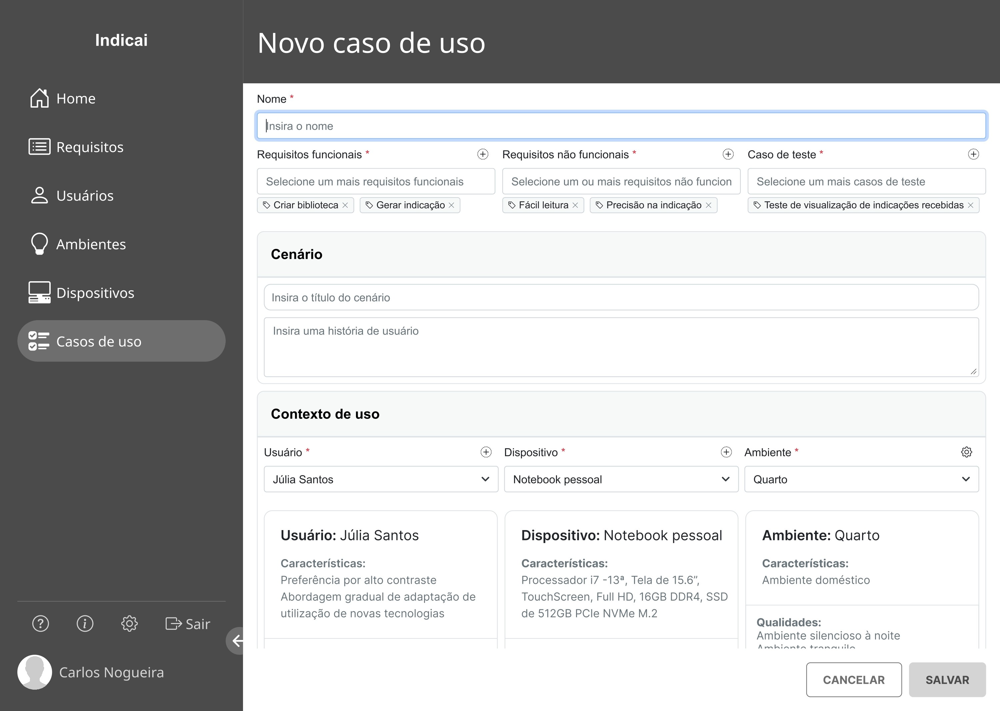 Indicai
Home
Requisitos
Usuários
Ambientes
Dispositivos
Casos de uso
Sair
Carlos Nogueira
Novo caso de uso
Nome *
Insira o nome
Requisitos funcionais *
Selecione um mais requisitos funcionais
Criar biblioteca
Gerar indicação
Requisitos não funcionais *
Selecione um ou mais requisitos não funcion
Fácil leitura
Precisão na indicação
Caso de teste *
Selecione um mais casos de teste
Teste de visualização de indicações recebidas
Cenário
Insira o título do cenário
Insira uma história de usuário
Contexto de uso
Usuário *
Júlia Santos
Dispositivo *
Notebook pessoal
Ambiente *
Quarto
Usuário: Júlia Santos
Características:
Preferência por alto contraste
Abordagem gradual de adaptação de
utilização de novas tecnologias
Dispositivo: Notebook pessoal
Características:
Processador i7 -13ª, Tela de 15.6”,
TouchScreen, Full HD, 16GB DDR4, SSD
de 512GB PCIe NVMe M.2
Ambiente: Quarto
Características:
Ambiente doméstico
Qualidades:
Ambiente silencioso à noite
Ambiente tranquilo
CANCELAR
SALVAR